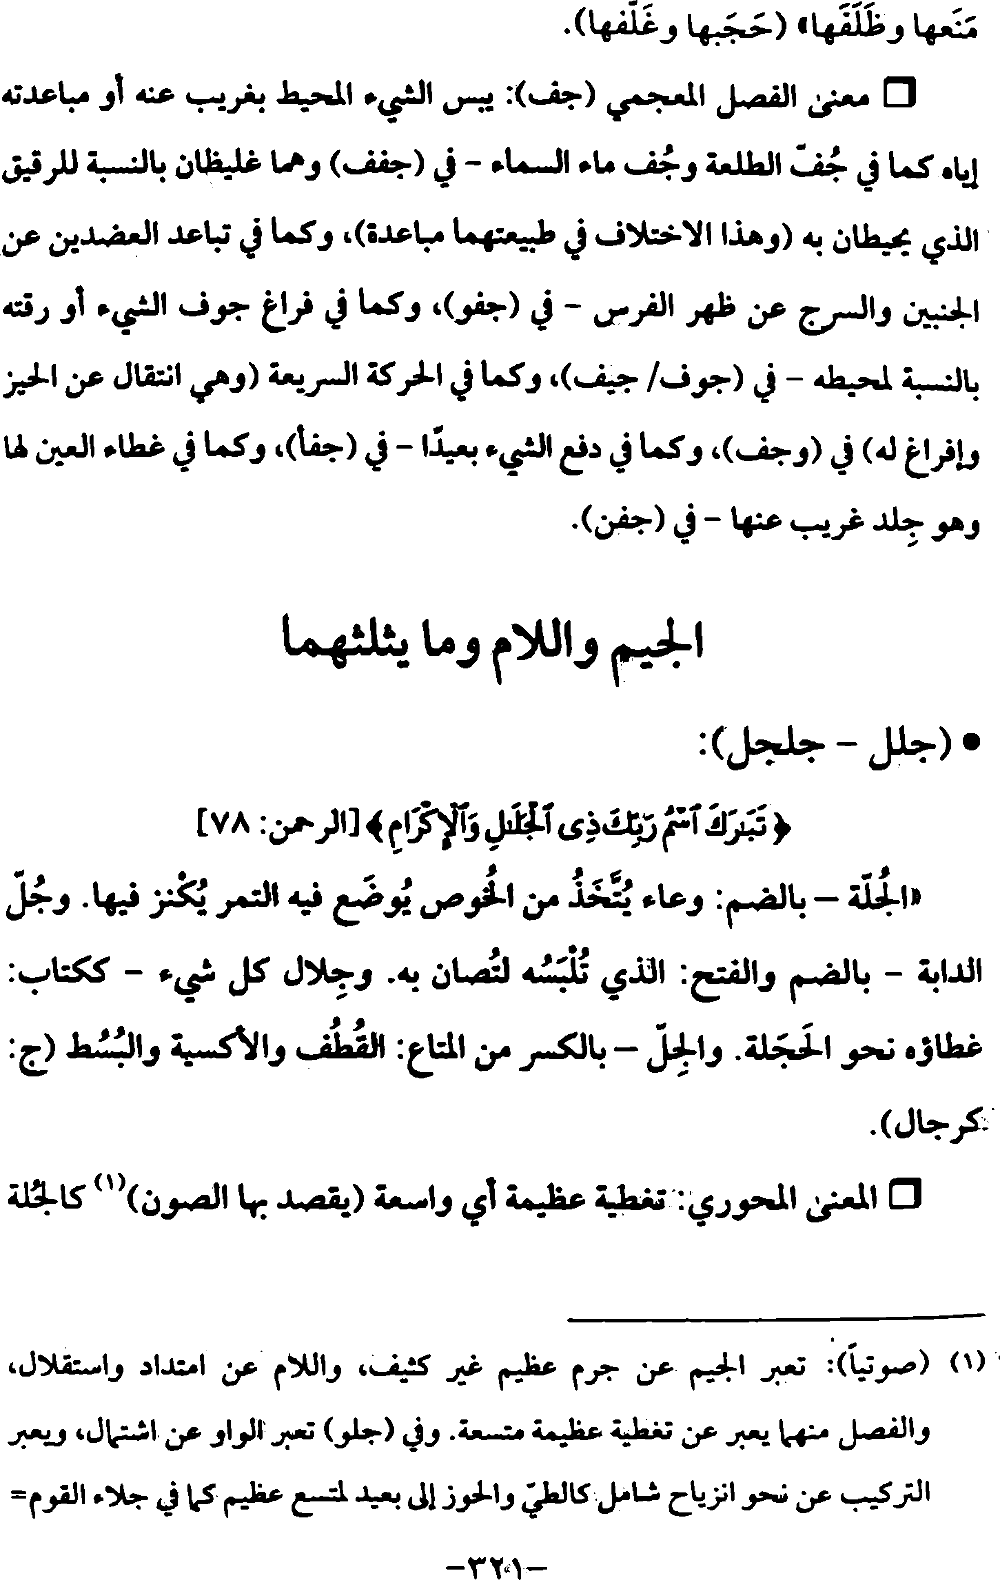 مَنَعها وظَلَفَها» (حَجَبها وغَلّفها).
❒ معنى الفصل المعجمي (جف): يبس الشيء المحيط بغريب عنه أو مباعدته
إياه كما في جُفّ الطلعة وجُف ماء السماء - في (جفف) وهما غليظان بالنسبة للرقيق
الذي يحيطان به (وهذا الاختلاف في طبيعتهما مباعدة)، وكما في تباعد العضدين عن
الجنبين والسرج عن ظهر الفرس - في (جفو)، وكما في فراغ جوف الشيء أو رقته
بالنسبة لمحيطه - في (جوف/ جيف)، وكما في الحركة السريعة (وهي انتقال عن الحيز
وإفراغ له) في (وجف)، وكما في دفع الشيء بعيدًا - في (جفأ)، وكما في غطاء العين لها
وهو جِلد غريب عنها - في (جفن).
الجيم واللام وما يثلثهما
• (جلل - جلجل):
﴿ تَبَـٰرَكَ ٱسْمُ رَبِّكَ ذِى ٱلْجَلَـٰلِ وَٱلْإِكْرَامِ ﴾ [الرحمن: ٧٨]
«الجُلّة – بالضم: وعاء يُتَّخَذُ من الخُوص يُوضَع فيه التمر يُكْنز فيها. وجُلّ
الدابة - بالضم والفتح: الذي تُلْبَسُه لتُصان به. وجِلال كل شيء - ككتاب:
غطاؤه نحو الحَجَلة. والجِلّ – بالكسر من المتاع: القُطُف والأكسية والبُسُط (ج:
كرجال).
❒ المعنى المحوري: تغطية عظيمة أي واسعة (يقصد بها الصون)(١) كالجُلة
(١) (صوتياً): تعبر الجيم عن جرم عظيم غير كثيف، واللام عن امتداد واستقلال،
والفصل منهما يعبر عن تغطية عظيمة متسعة. وفي (جلو) تعبر الواو عن اشتمال، ويعبر
التركيب عن نحو انزياح شامل كالطيّ والحوز إلى بعيد لمتسع عظيم كما في جلاء القوم=
-٣٢١-